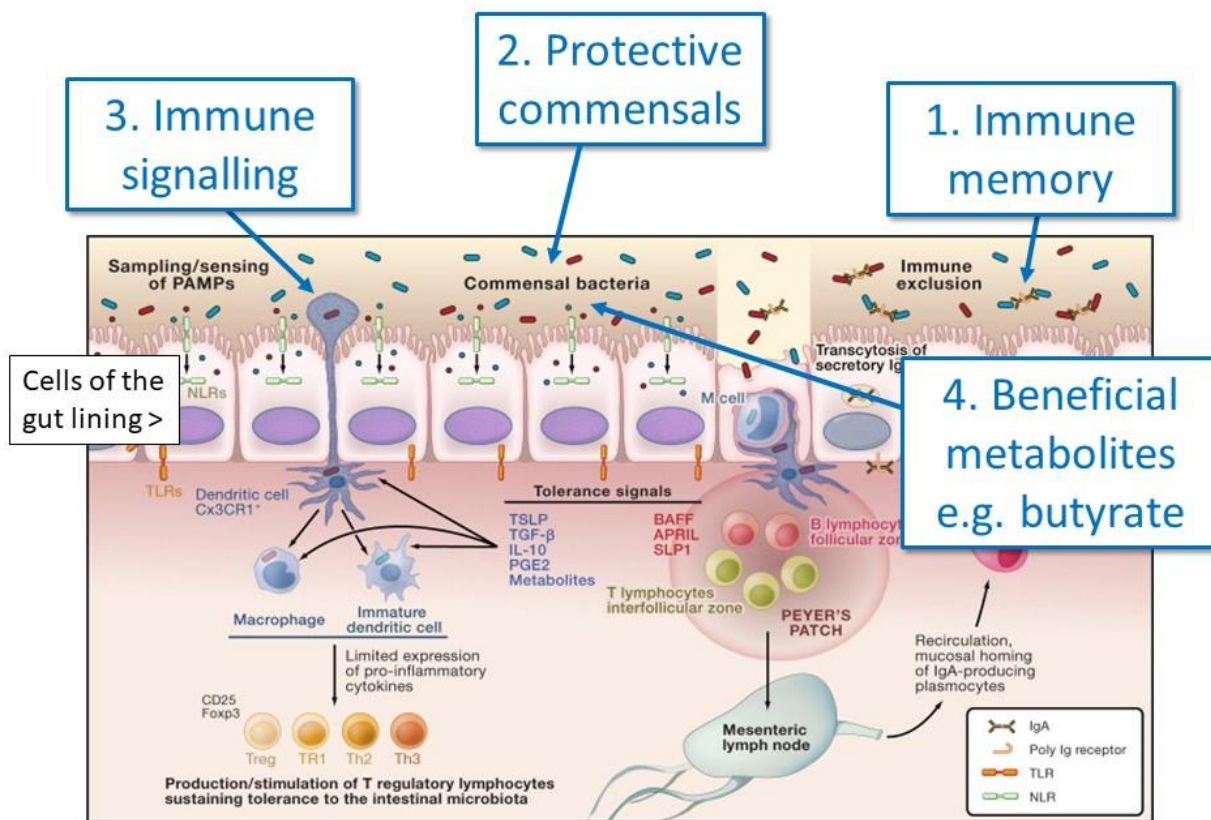 2. Protective
commensals
3. Immune
signalling
1. Immune
memory
Sampling/sensing
of PAMPs
Commensal bacteria
Immune
exclusion
Transcytosis of
secretory Ig
Cells of the
gut lining >
NLRs
M cell
4. Beneficial
metabolites
e.g. butyrate
TLRs
Dendritic cell
Cx3CR1⁺
Tolerance signals
TSLP
TGF-β
IL-10
PGE2
Metabolites
BAFF
APRIL
SLP1
B lymphocyt
follicular zon
T lymphocytes
interfollicular zone
PEYER'S
PATCH
Macrophage
Immature
dendritic cell
Limited expression
of pro-inflammatory
cytokines
CD25
Foxp3
Treg
TR1
Th2
Th3
Production/stimulation of T regulatory lymphocytes
sustaining tolerance to the intestinal microbiota
Mesenteric
lymph node
Recirculation,
mucosal homing
of IgA-producing
plasmocytes
IgA
Poly Ig receptor
TLR
NLR